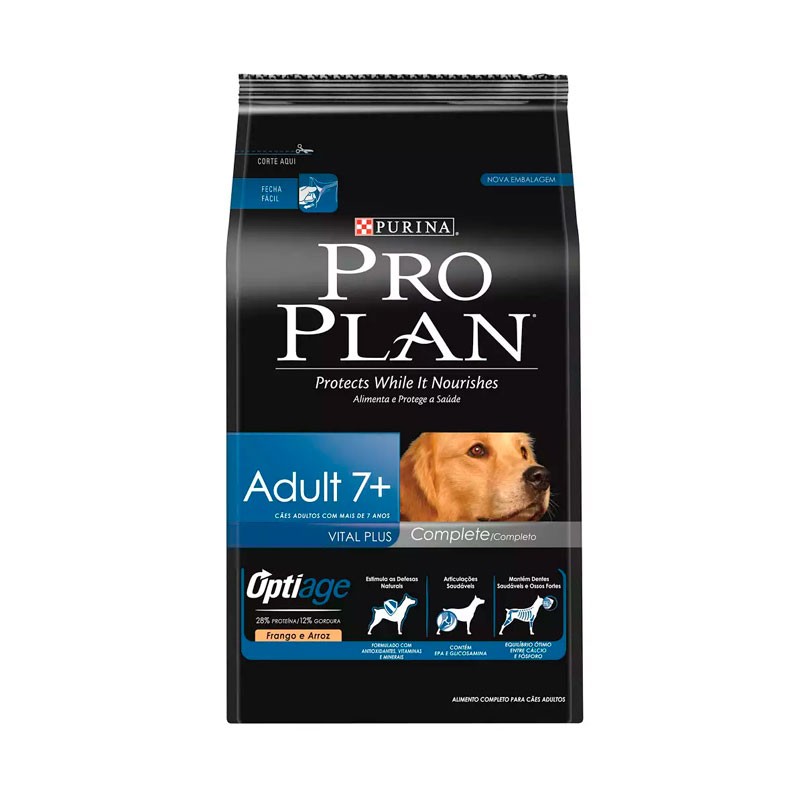 CORTE AQUI
FECHA
FÁCIL
NOVA EMBALAGEM
PURINA®
PRO
PLAN®
Protects While It Nourishes
Alimenta e Protege a Saúde
Adult 7+
CÃES ADULTOS COM MAIS DE 7 ANOS
VITAL PLUS
Complete/Completo
Optiage
28% PROTEÍNA/12% GORDURA
Frango e Arroz
Estimula as Defesas
Naturais
FORMULADO COM
ANTIOXIDANTES, VITAMINAS
E MINERAIS
Articulações
Saudáveis
CONTÉM
EPA E GLUCOSAMINA
Mantém Dentes
Saudáveis e Ossos Fortes
EQUILÍBRIO ÓTIMO
ENTRE CÁLCIO
E FÓSFORO
ALIMENTO COMPLETO PARA CÃES ADULTOS